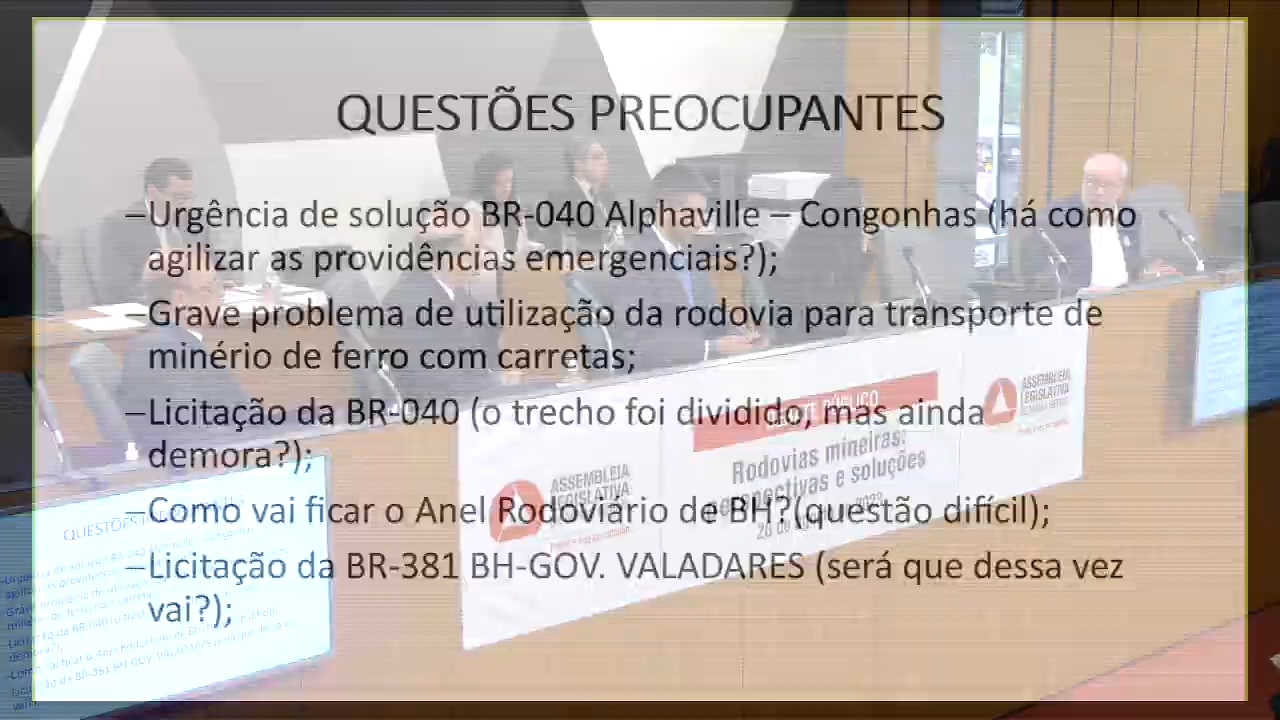 QUESTÕES PREOCUPANTES
–Urgência de solução BR-040 Alphaville – Congonhas (há como
agilizar as providências emergenciais?);
–Grave problema de utilização da rodovia para transporte de
minério de ferro com carretas;
–Licitação da BR-040 (o trecho foi dividido, mas ainda
demora?);
–Como vai ficar o Anel Rodoviário de BH?(questão difícil);
–Licitação da BR-381 BH-GOV. VALADARES (será que dessa vez
vai?);
ASSEMBLEIA
LEGISLATIVA
PÚBLICO
Rodovias mineiras:
perspectivas e soluções
ASSEMBLEIA
LEGISLATIVA